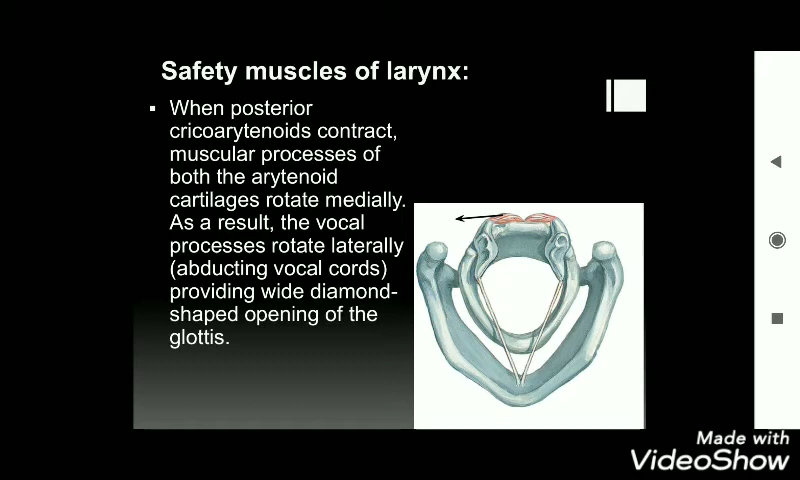 Safety muscles of larynx:
▪ When posterior
cricoarytenoids contract,
muscular processes of
both the arytenoid
cartilages rotate medially.
As a result, the vocal
processes rotate laterally
(abducting vocal cords)
providing wide diamond-
shaped opening of the
glottis.
Made with
VideoShow